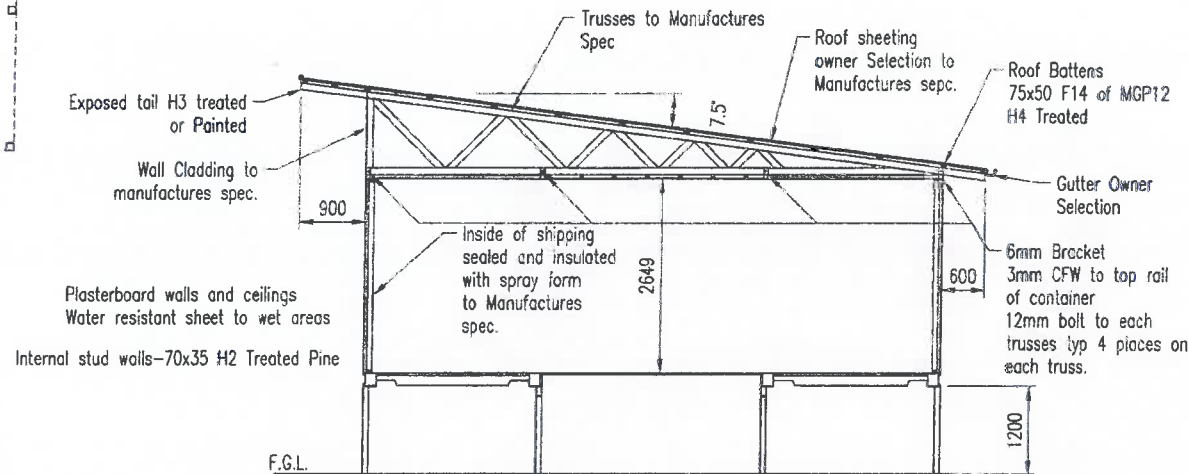 Trusses to Manufactures
Spec
Roof sheeting
owner Selection to
Manufactures sepc.
Roof Battens
75x50 F14 of MGP12
H4 Treated
Exposed tail H3 treated
or Painted
7.5°
Wall Cladding to
manufactures spec.
Gutter Owner
Selection
900
Inside of shipping
sealed and insulated
with spray form
to Manufactures
spec.
2649
600
6mm Bracket
3mm CFW to top rail
of container
12mm bolt to each
trusses typ 4 places on
each truss.
Plasterboard walls and ceilings
Water resistant sheet to wet areas
Internal stud walls-70x35 H2 Treated Pine
1200
F.G.L.